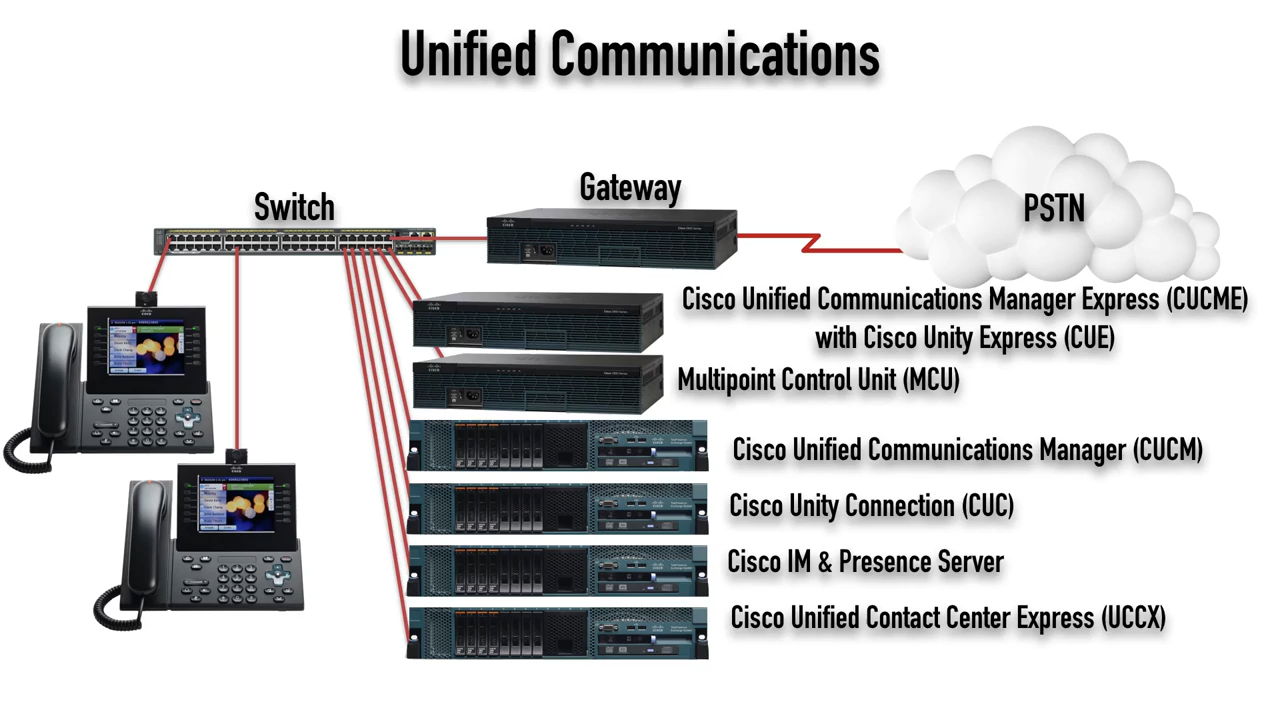 Unified Communications
Switch
Gateway
PSTN
Cisco Unified Communications Manager Express (CUCME)
with Cisco Unity Express (CUE)
Multipoint Control Unit (MCU)
Cisco Unified Communications Manager (CUCM)
Cisco Unity Connection (CUC)
Cisco IM & Presence Server
Cisco Unified Contact Center Express (UCCX)